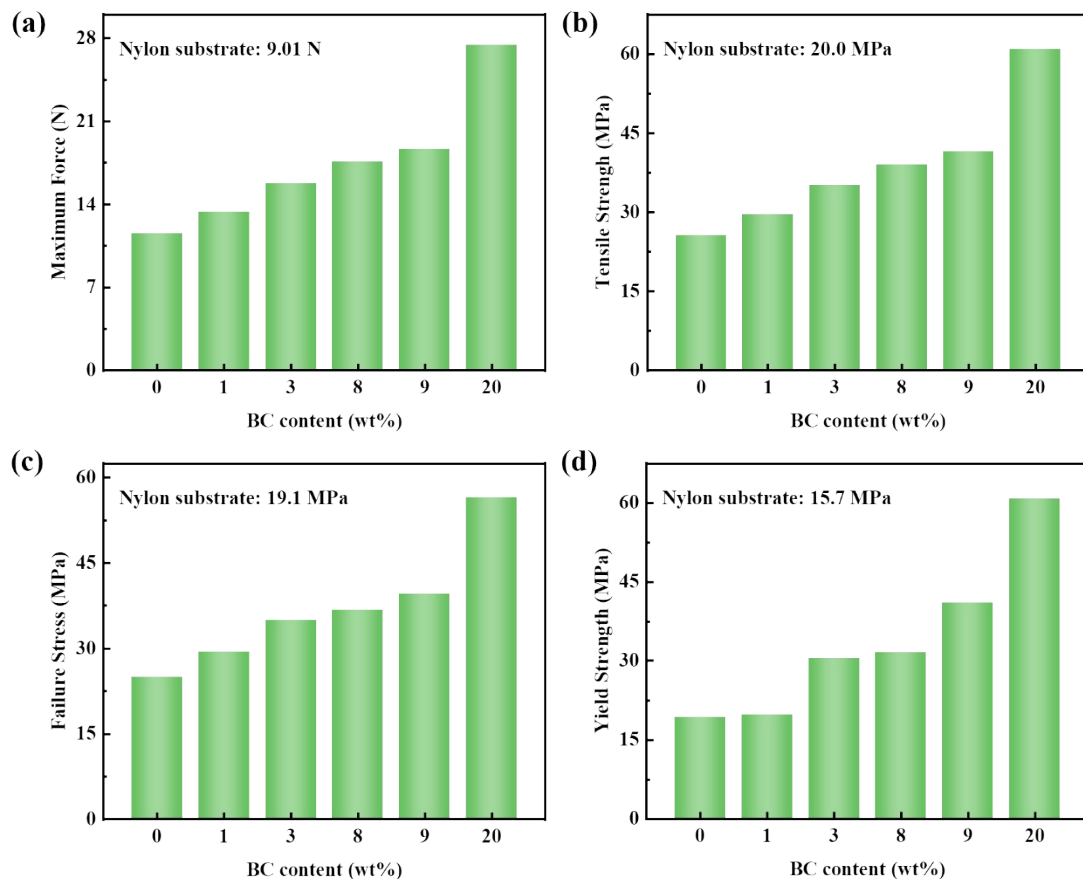 (a)
Nylon substrate: 9.01 N
Maximum Force (N)
28
21
14
7
0
0 1 3 8 9 20
BC content (wt%)
(b)
Nylon substrate: 20.0 MPa
Tensile Strengh (MPa)
60
45
30
15
0
0 1 3 8 9 20
BC content (wt%)
(c)
Nylon substrate: 19.1 MPa
Failure Stress (MPa)
60
45
30
15
0
0 1 3 8 9 20
BC content (wt%)
(d)
Nylon substrate: 15.7 MPa
Yield Strength (MPa)
60
45
30
15
0
0 1 3 8 9 20
BC content (wt%)